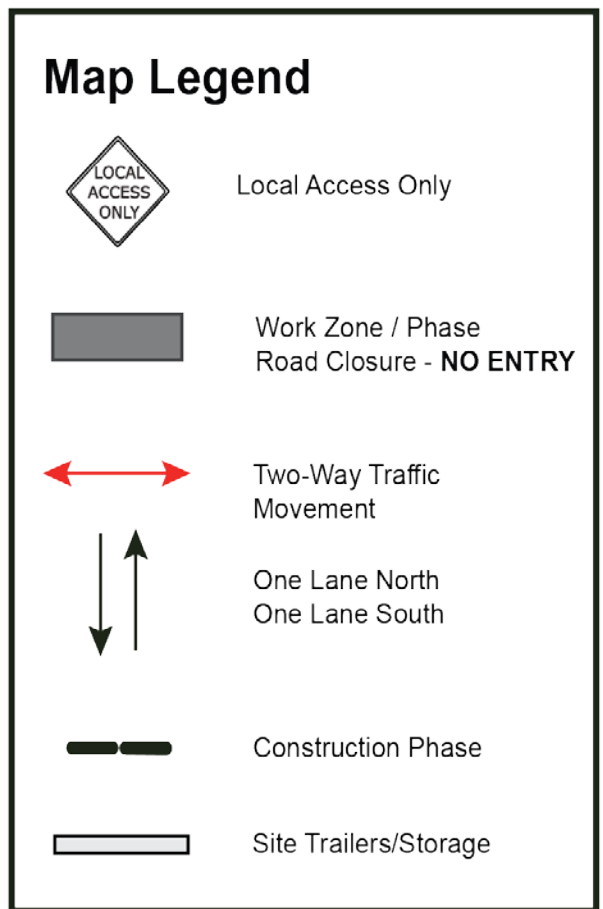 Map Legend
LOCAL
ACCESS
ONLY
Local Access Only
Work Zone / Phase
Road Closure - NO ENTRY
Two-Way Traffic
Movement
One Lane North
One Lane South
Construction Phase
Site Trailers/Storage